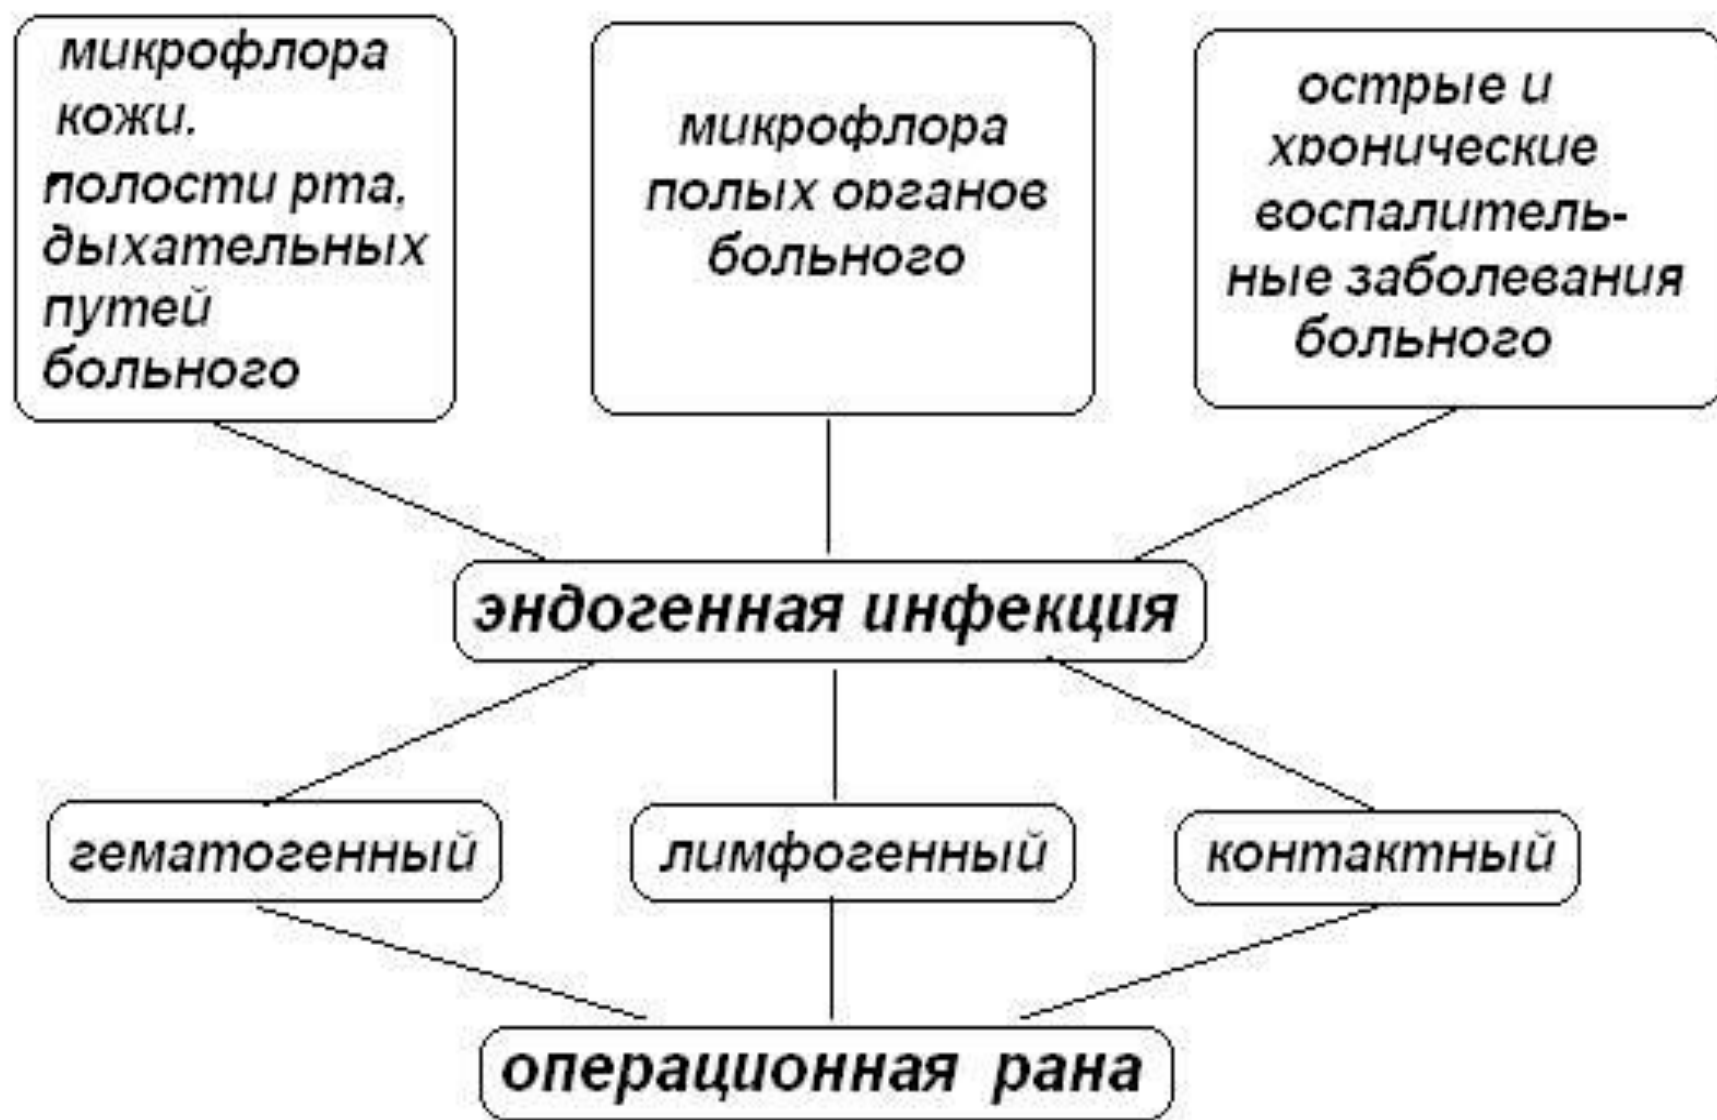 микрофлора
кожи.
полости рта.
дыхательных
путей
больного
микрофлора
полых органов
больного
острые и
хронические
воспалитель-
ные заболевания
больного
эндогенная инфекция
гематогенный
лимфогенный
контактный
операционная рана